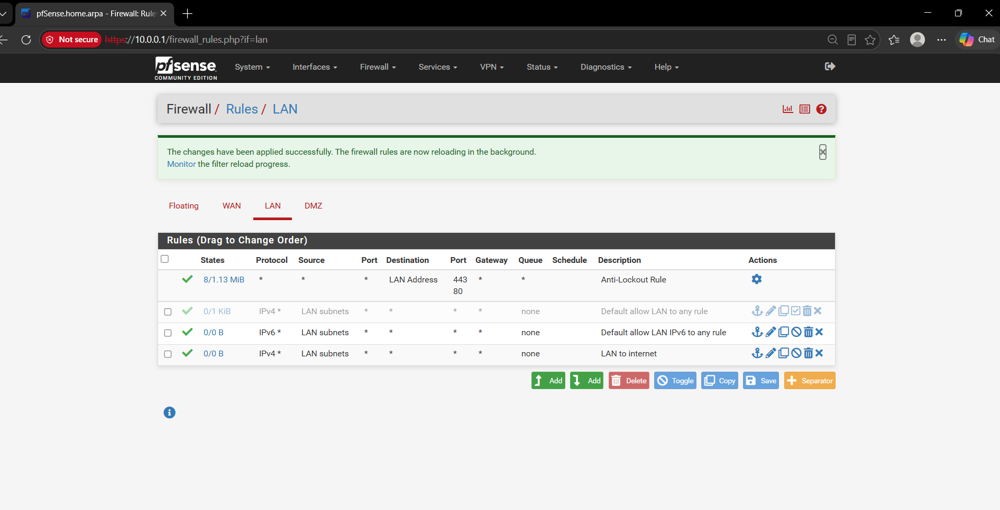 pfSense.home.arpa - Firewall: Rule
Not secure https://10.0.0.1/firewall_rules.php?if=lan Chat
pfsense COMMUNITY EDITION System Interfaces Firewall Services VPN Status Diagnostics Help
Firewall / Rules / LAN
The changes have been applied successfully. The firewall rules are now reloading in the background.
Monitor the filter reload progress.
Floating WAN LAN DMZ
Rules (Drag to Change Order)
States Protocol Source Port Destination Port Gateway Queue Schedule Description Actions
8/1.13 MiB * * * LAN Address 443 * * Anti-Lockout Rule
80
0/1 KiB IPv4 * LAN subnets * * * * none Default allow LAN to any rule
0/0 B IPv6 * LAN subnets * * * * none Default allow LAN IPv6 to any rule
0/0 B IPv4 * LAN subnets * * * * none LAN to internet
Add Add Delete Toggle Copy Save Separator